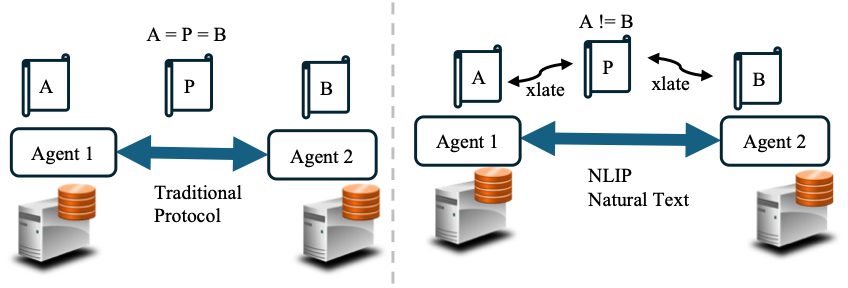 A = P = B
A
P
B
Agent 1
Agent 2
Traditional
Protocol
A != B
A
P
B
xlate
xlate
Agent 1
Agent 2
NLIP
Natural Text